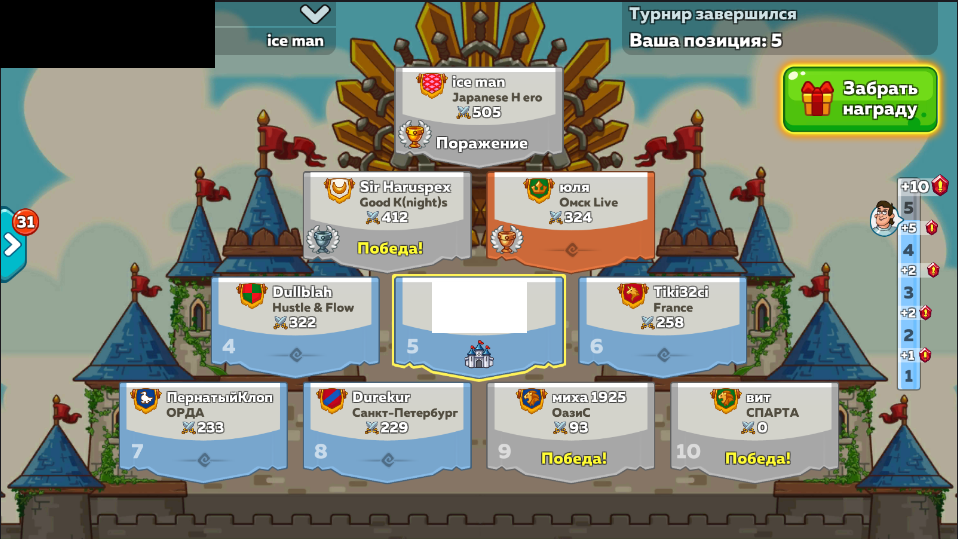 ice man
Турнир завершился
Ваша позиция: 5
Забрать
награду
31
ice man
Japanese H ero
505
Поражение
Sir Haruspex
Good K(night)s
412
Победа!
юля
Омск Live
324
Dullblah
Hustle & Flow
322
4
5
Tiki32ci
France
258
6
ПернатыйКлоп
ОРДА
233
7
Durekur
Санкт-Петербург
229
8
миха 1925
ОазиС
93
9
Победа!
вит
СПАРТА
0
10
Победа!
+10
5
+5
4
+2
3
+2
2
+1
1